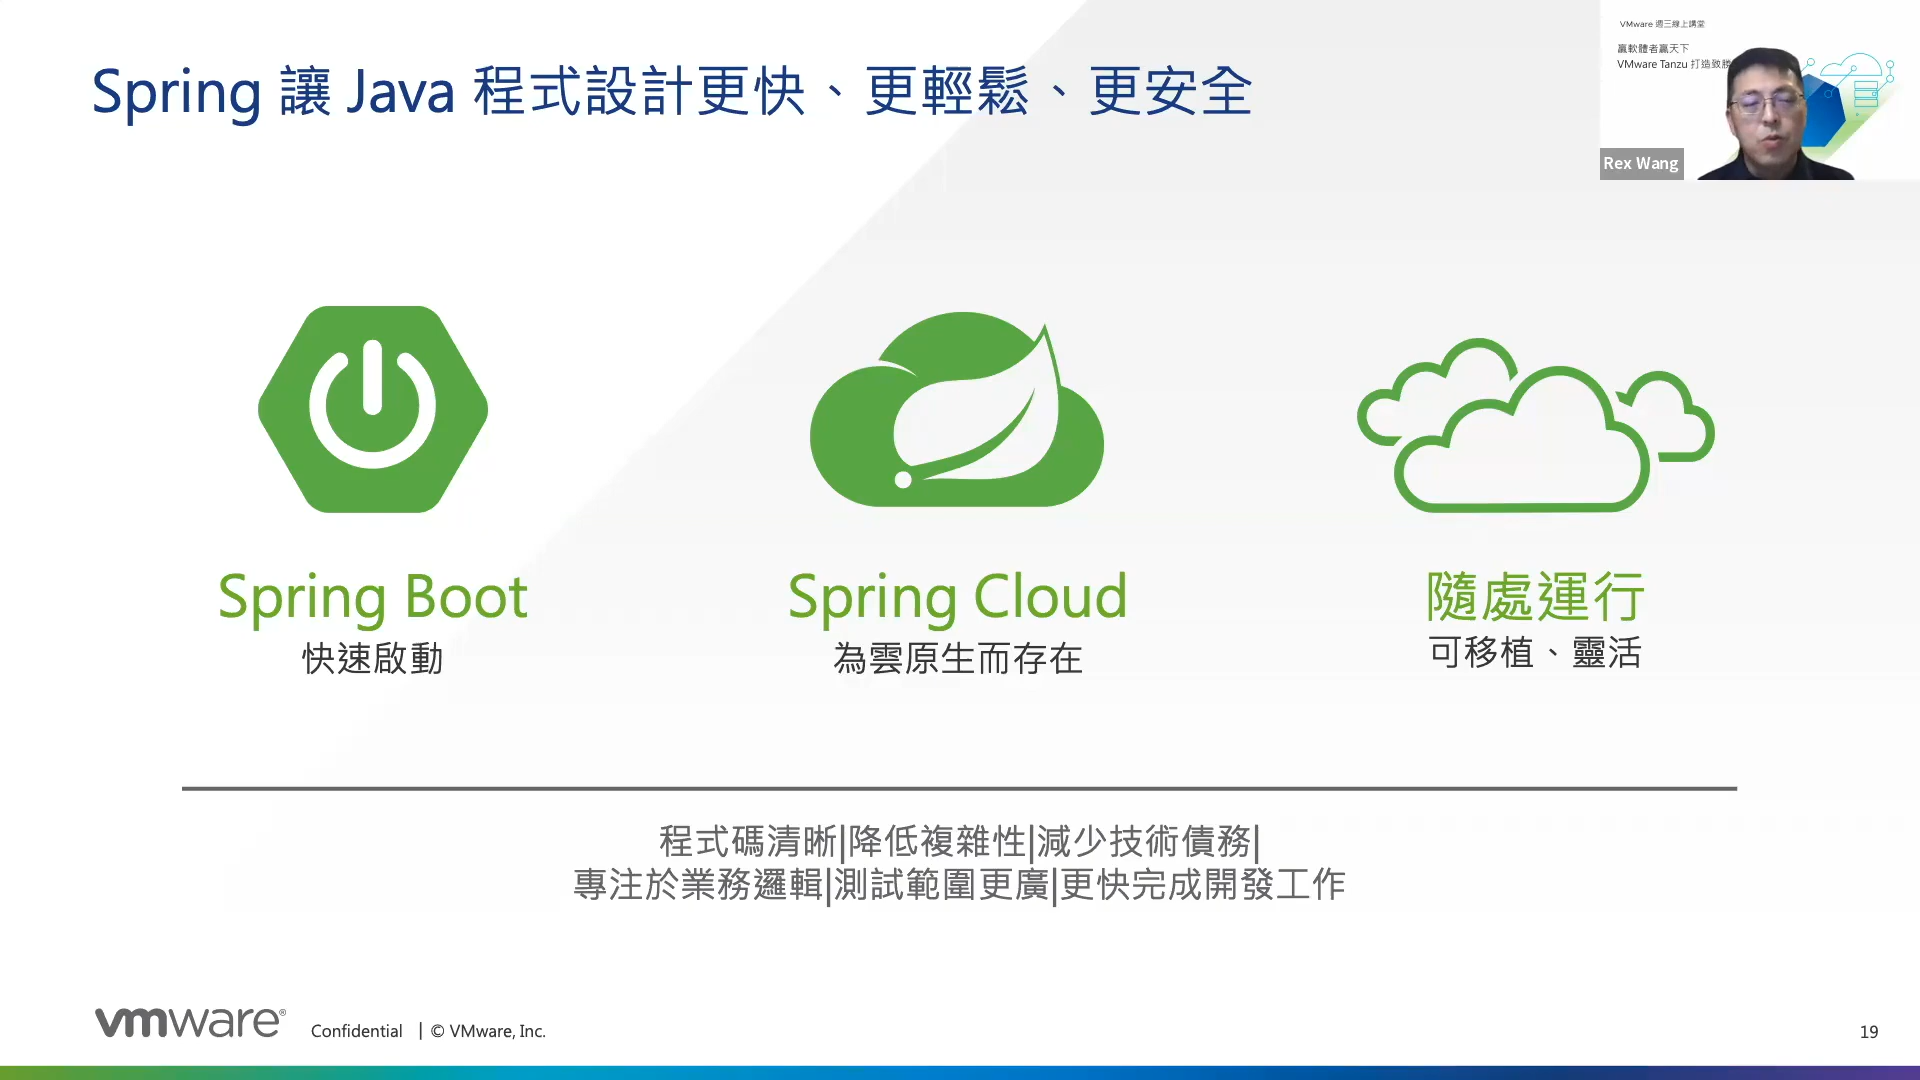 Spring 讓 Java 程式設計更快、更輕鬆、更安全
VMware 週三線上講堂
贏軟體者贏天下
VMware Tanzu 打造致勝
Rex Wang
Spring Boot
快速啟動
Spring Cloud
為雲原生而存在
隨處運行
可移植、靈活
程式碼清晰|降低複雜性|減少技術債務|
專注於業務邏輯|測試範圍更廣|更快完成開發工作
vmware®
Confidential | © VMware, Inc.
19